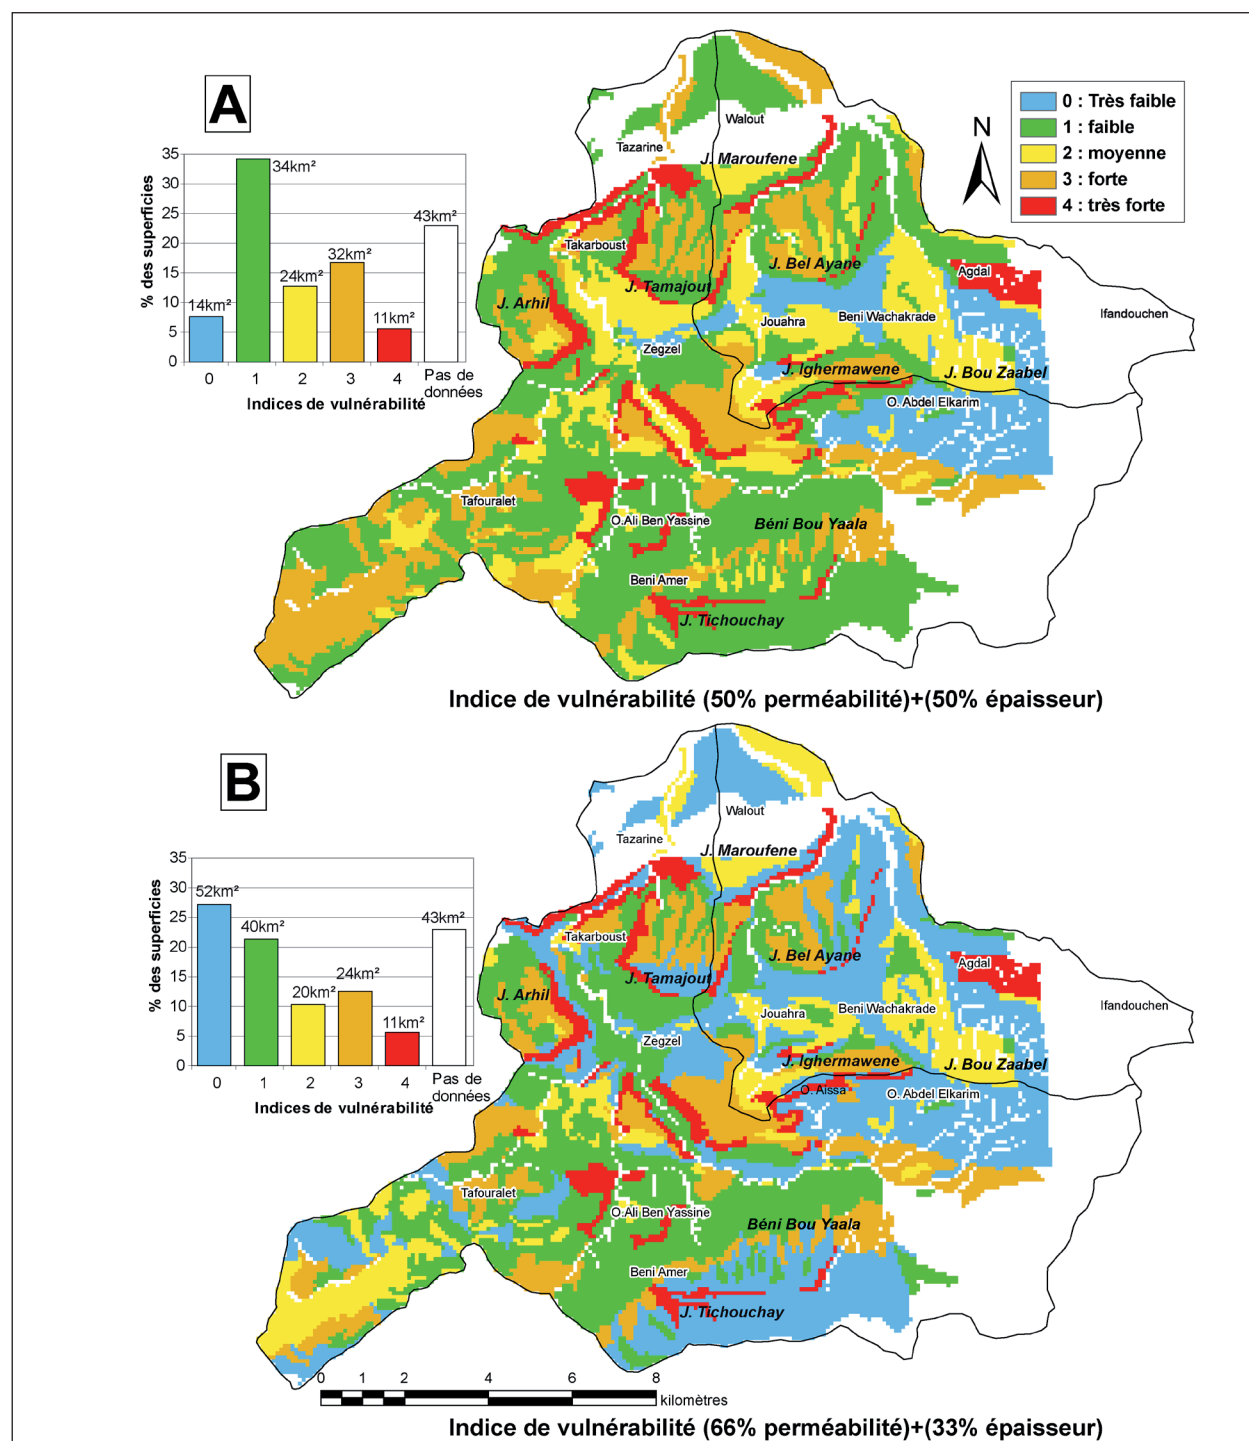 A
0 : Très faible
1 : faible
2 : moyenne
3 : forte
4 : très forte
N
% des superficies
35
30
25
20
15
10
5
0
14km²
34km²
24km²
32km²
11km²
43km²
0
1
2
3
4
Pas de
données
Indices de vulnérabilité
Walout
Tazarine
J. Maroufene
Takarboust
J. Bel Ayane
Agdal
J. Tamajout
J. Arhil
Ifandouchen
Jouahra
Beni Wachakrade
Zegzel
J. Ighermawene
J. Bou Zaabel
O. Abdel Elkarim
Tafouralet
O.Ali Ben Yassine
Béni Bou Yaala
Beni Amer
J. Tichouchay
Indice de vulnérabilité (50% perméabilité)+(50% épaisseur)
B
% des superficies
35
30
25
20
15
10
5
0
52km²
40km²
20km²
24km²
11km²
43km²
0
1
2
3
4
Pas de
données
Indices de vulnérabilité
Walout
Tazarine
J. Maroufene
Takarboust
J. Bel Ayane
Agdal
J. Tamajout
J. Arhil
Ifandouchen
Jouahra
Beni Wachakrade
Zegzel
J. Ighermawene
J. Bou Zaabel
O. Aissa
O. Abdel Elkarim
Tafouralet
O.Ali Ben Yassine
Béni Bou Yaala
Beni Amer
J. Tichouchay
0 1 2 4 6 8
kilomètres
Indice de vulnérabilité (66% perméabilité)+(33% épaisseur)